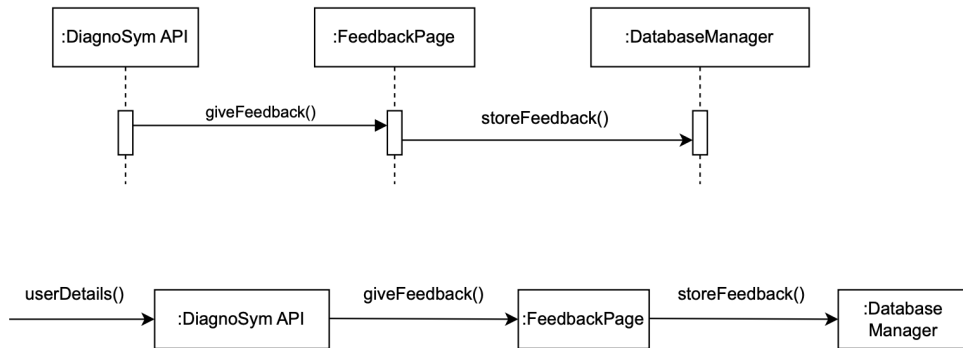 :DiagnoSym API
:FeedbackPage
:DatabaseManager
giveFeedback()
storeFeedback()
userDetails()
:DiagnoSym API
giveFeedback()
:FeedbackPage
storeFeedback()
:Database
Manager